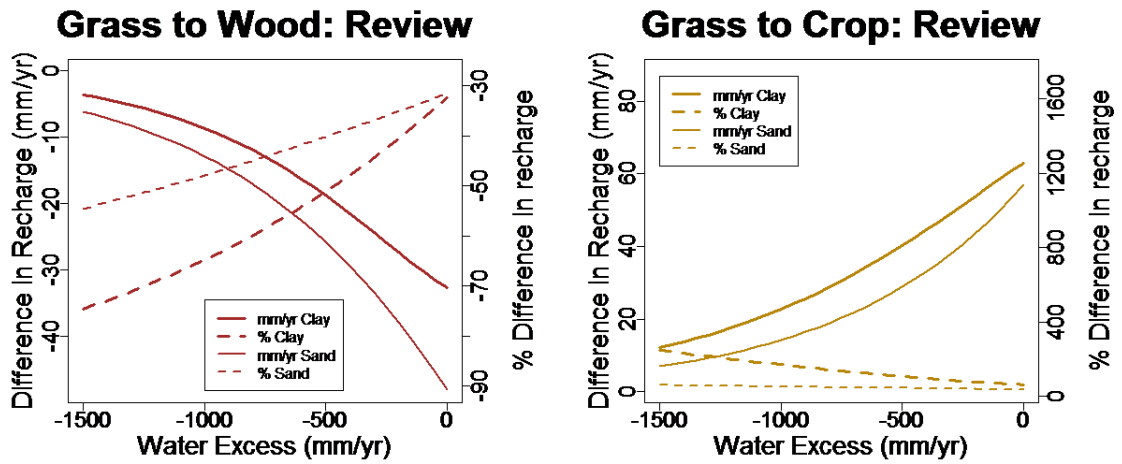 Grass to Wood: Review
Difference In Recharge (mm/yr)
0
-10
-20
-30
-40
-30
-50
-70
-90
% Difference In recharge
mm/yr Clay
% Clay
mm/yr Sand
% Sand
-1500
-1000
-500
0
Water Excess (mm/yr)
Grass to Crop: Review
Difference In Recharge (mm/yr)
80
60
40
20
0
1600
1200
800
400
0
% Difference In recharge
mm/yr Clay
% Clay
mm/yr Sand
% Sand
-1500
-1000
-500
0
Water Excess (mm/yr)